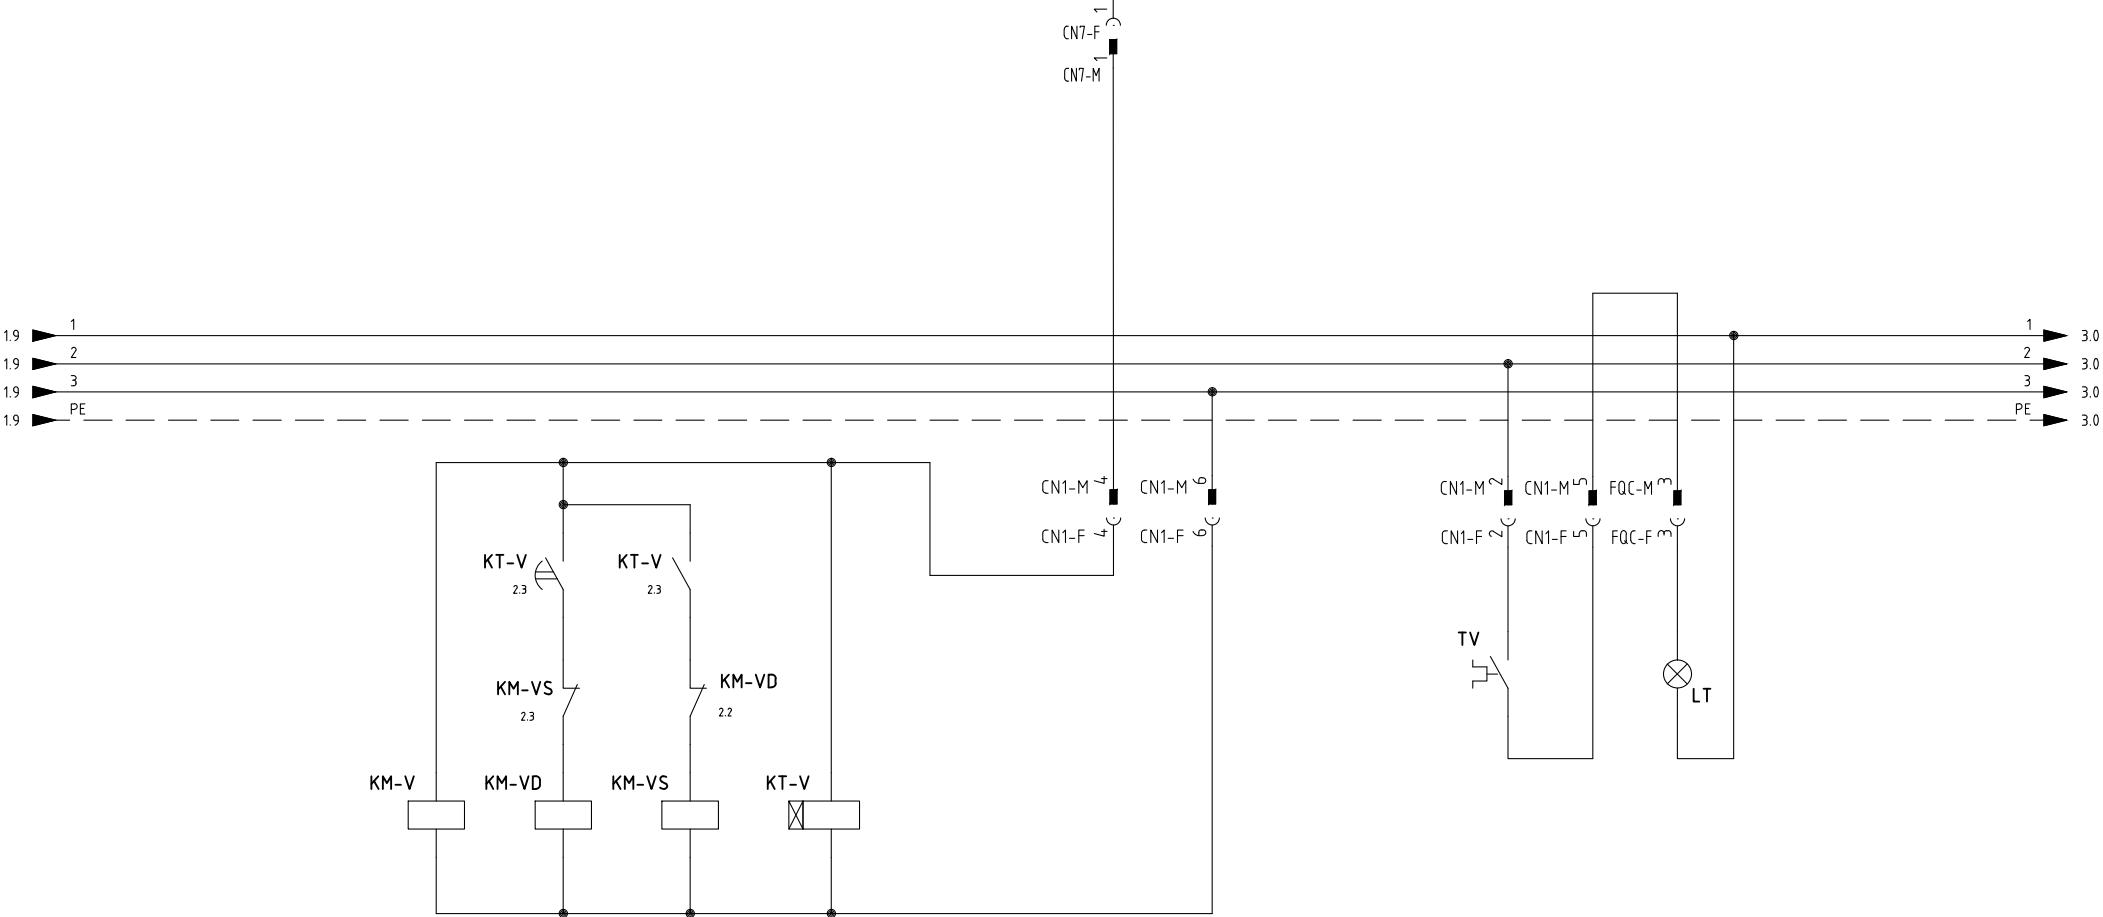 1
CN7-F
1
CN7-M
1.9 1 1 3.0
1.9 2 2 3.0
1.9 3 3 3.0
1.9 PE PE 3.0
CN1-M 4 CN1-M 6 CN1-M 2 CN1-M 5 FQC-M 3
CN1-F 4 CN1-F 6 CN1-F 2 CN1-F 5 FQC-F 3
KT-V KT-V
2.3 2.3
TV
KM-VS KM-VD
2.3 2.2
LT
KM-V KM-VD KM-VS KT-V